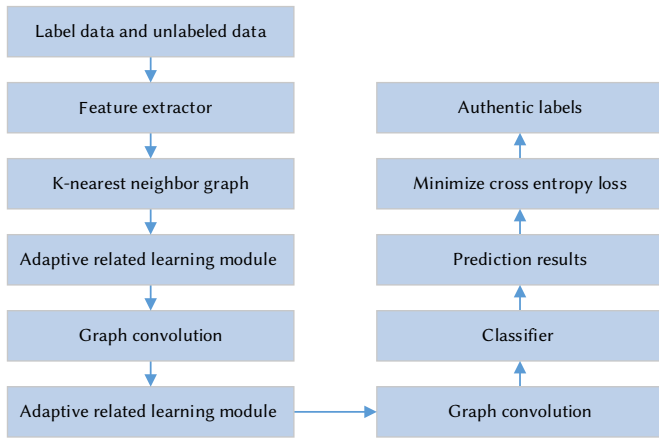 Label data and unlabeled data
Feature extractor
K-nearest neighbor graph
Adaptive related learning module
Graph convolution
Adaptive related learning module
Graph convolution
Classifier
Prediction results
Minimize cross entropy loss
Authentic labels